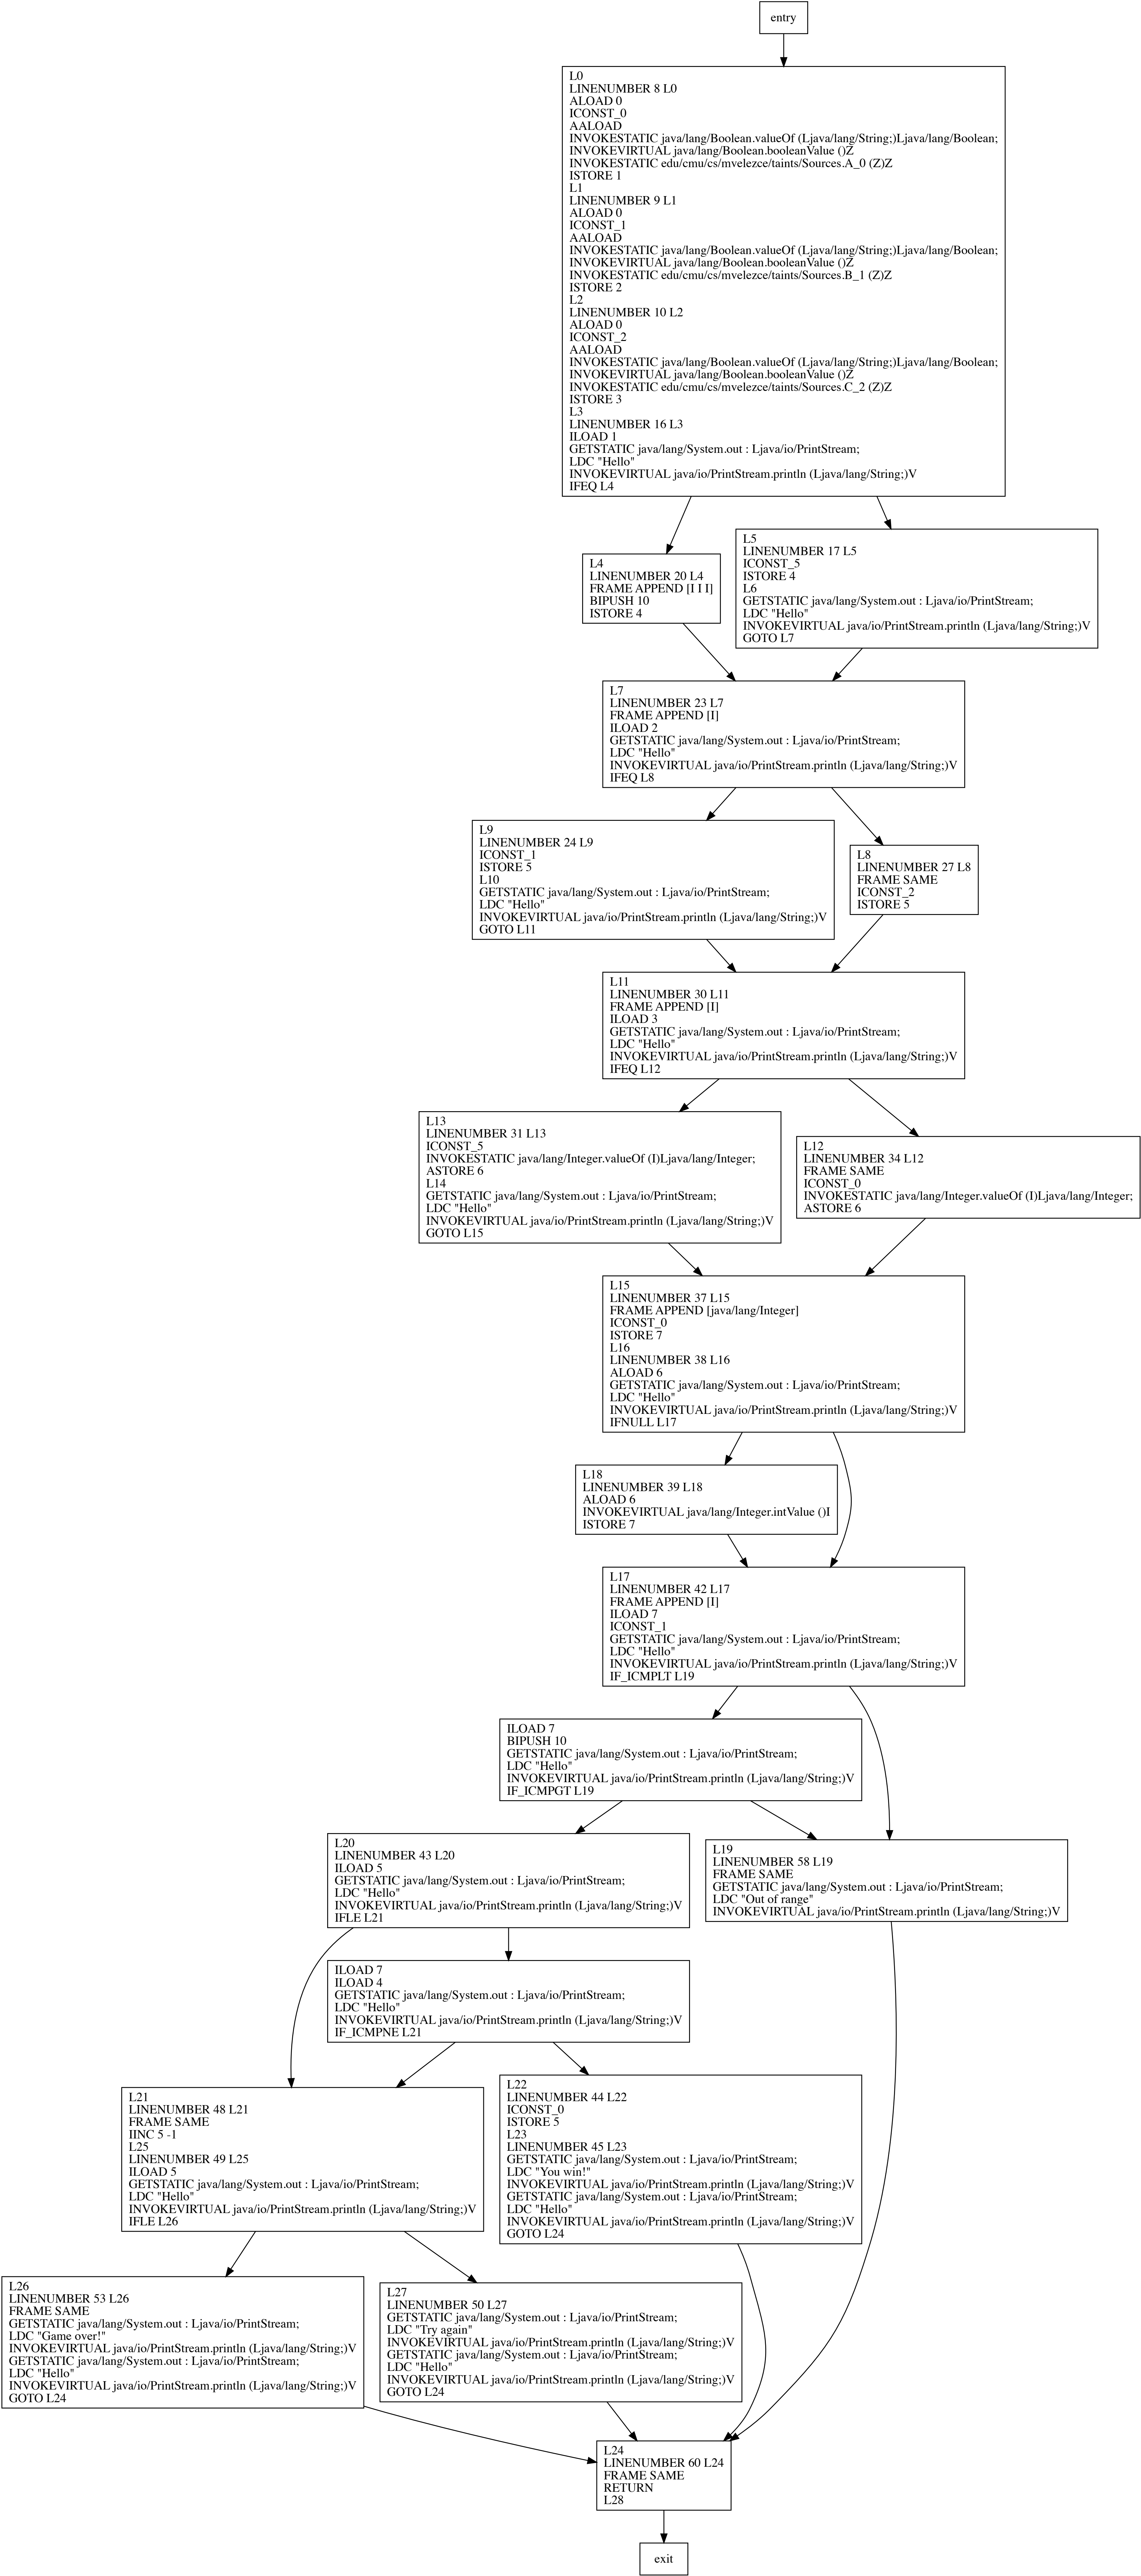 entry
L0
LINENUMBER 8 L0
ALOAD 0
ICONST_0
AALOAD
INVOKESTATIC java/lang/Boolean.valueOf (Ljava/lang/String;)Ljava/lang/Boolean;
INVOKEVIRTUAL java/lang/Boolean.booleanValue ()Z
INVOKESTATIC edu/cmu/cs/mvelezce/taints/Sources.A_0 (Z)Z
ISTORE 1
L1
LINENUMBER 9 L1
ALOAD 0
ICONST_1
AALOAD
INVOKESTATIC java/lang/Boolean.valueOf (Ljava/lang/String;)Ljava/lang/Boolean;
INVOKEVIRTUAL java/lang/Boolean.booleanValue ()Z
INVOKESTATIC edu/cmu/cs/mvelezce/taints/Sources.B_1 (Z)Z
ISTORE 2
L2
LINENUMBER 10 L2
ALOAD 0
ICONST_2
AALOAD
INVOKESTATIC java/lang/Boolean.valueOf (Ljava/lang/String;)Ljava/lang/Boolean;
INVOKEVIRTUAL java/lang/Boolean.booleanValue ()Z
INVOKESTATIC edu/cmu/cs/mvelezce/taints/Sources.C_2 (Z)Z
ISTORE 3
L3
LINENUMBER 16 L3
ILOAD 1
GETSTATIC java/lang/System.out : Ljava/io/PrintStream;
LDC "Hello"
INVOKEVIRTUAL java/io/PrintStream.println (Ljava/lang/String;)V
IFEQ L4
L4
LINENUMBER 20 L4
FRAME APPEND [I I I]
BIPUSH 10
ISTORE 4
L5
LINENUMBER 17 L5
ICONST_5
ISTORE 4
L6
GETSTATIC java/lang/System.out : Ljava/io/PrintStream;
LDC "Hello"
INVOKEVIRTUAL java/io/PrintStream.println (Ljava/lang/String;)V
GOTO L7
L7
LINENUMBER 23 L7
FRAME APPEND [I]
ILOAD 2
GETSTATIC java/lang/System.out : Ljava/io/PrintStream;
LDC "Hello"
INVOKEVIRTUAL java/io/PrintStream.println (Ljava/lang/String;)V
IFEQ L8
L9
LINENUMBER 24 L9
ICONST_1
ISTORE 5
L10
GETSTATIC java/lang/System.out : Ljava/io/PrintStream;
LDC "Hello"
INVOKEVIRTUAL java/io/PrintStream.println (Ljava/lang/String;)V
GOTO L11
L8
LINENUMBER 27 L8
FRAME SAME
ICONST_2
ISTORE 5
L11
LINENUMBER 30 L11
FRAME APPEND [I]
ILOAD 3
GETSTATIC java/lang/System.out : Ljava/io/PrintStream;
LDC "Hello"
INVOKEVIRTUAL java/io/PrintStream.println (Ljava/lang/String;)V
IFEQ L12
L13
LINENUMBER 31 L13
ICONST_5
INVOKESTATIC java/lang/Integer.valueOf (I)Ljava/lang/Integer;
ASTORE 6
L14
GETSTATIC java/lang/System.out : Ljava/io/PrintStream;
LDC "Hello"
INVOKEVIRTUAL java/io/PrintStream.println (Ljava/lang/String;)V
GOTO L15
L12
LINENUMBER 34 L12
FRAME SAME
ICONST_0
INVOKESTATIC java/lang/Integer.valueOf (I)Ljava/lang/Integer;
ASTORE 6
L15
LINENUMBER 37 L15
FRAME APPEND [java/lang/Integer]
ICONST_0
ISTORE 7
L16
LINENUMBER 38 L16
ALOAD 6
GETSTATIC java/lang/System.out : Ljava/io/PrintStream;
LDC "Hello"
INVOKEVIRTUAL java/io/PrintStream.println (Ljava/lang/String;)V
IFNULL L17
L18
LINENUMBER 39 L18
ALOAD 6
INVOKEVIRTUAL java/lang/Integer.intValue ()I
ISTORE 7
L17
LINENUMBER 42 L17
FRAME APPEND [I]
ILOAD 7
ICONST_1
GETSTATIC java/lang/System.out : Ljava/io/PrintStream;
LDC "Hello"
INVOKEVIRTUAL java/io/PrintStream.println (Ljava/lang/String;)V
IF_ICMPLT L19
ILOAD 7
BIPUSH 10
GETSTATIC java/lang/System.out : Ljava/io/PrintStream;
LDC "Hello"
INVOKEVIRTUAL java/io/PrintStream.println (Ljava/lang/String;)V
IF_ICMPGT L19
L20
LINENUMBER 43 L20
ILOAD 5
GETSTATIC java/lang/System.out : Ljava/io/PrintStream;
LDC "Hello"
INVOKEVIRTUAL java/io/PrintStream.println (Ljava/lang/String;)V
IFLE L21
L19
LINENUMBER 58 L19
FRAME SAME
GETSTATIC java/lang/System.out : Ljava/io/PrintStream;
LDC "Out of range"
INVOKEVIRTUAL java/io/PrintStream.println (Ljava/lang/String;)V
ILOAD 7
ILOAD 4
GETSTATIC java/lang/System.out : Ljava/io/PrintStream;
LDC "Hello"
INVOKEVIRTUAL java/io/PrintStream.println (Ljava/lang/String;)V
IF_ICMPNE L21
L21
LINENUMBER 48 L21
FRAME SAME
IINC 5 -1
L25
LINENUMBER 49 L25
ILOAD 5
GETSTATIC java/lang/System.out : Ljava/io/PrintStream;
LDC "Hello"
INVOKEVIRTUAL java/io/PrintStream.println (Ljava/lang/String;)V
IFLE L26
L22
LINENUMBER 44 L22
ICONST_0
ISTORE 5
L23
LINENUMBER 45 L23
GETSTATIC java/lang/System.out : Ljava/io/PrintStream;
LDC "You win!"
INVOKEVIRTUAL java/io/PrintStream.println (Ljava/lang/String;)V
GETSTATIC java/lang/System.out : Ljava/io/PrintStream;
LDC "Hello"
INVOKEVIRTUAL java/io/PrintStream.println (Ljava/lang/String;)V
GOTO L24
L26
LINENUMBER 53 L26
FRAME SAME
GETSTATIC java/lang/System.out : Ljava/io/PrintStream;
LDC "Game over!"
INVOKEVIRTUAL java/io/PrintStream.println (Ljava/lang/String;)V
GETSTATIC java/lang/System.out : Ljava/io/PrintStream;
LDC "Hello"
INVOKEVIRTUAL java/io/PrintStream.println (Ljava/lang/String;)V
GOTO L24
L27
LINENUMBER 50 L27
GETSTATIC java/lang/System.out : Ljava/io/PrintStream;
LDC "Try again"
INVOKEVIRTUAL java/io/PrintStream.println (Ljava/lang/String;)V
GETSTATIC java/lang/System.out : Ljava/io/PrintStream;
LDC "Hello"
INVOKEVIRTUAL java/io/PrintStream.println (Ljava/lang/String;)V
GOTO L24
L24
LINENUMBER 60 L24
FRAME SAME
RETURN
L28
exit